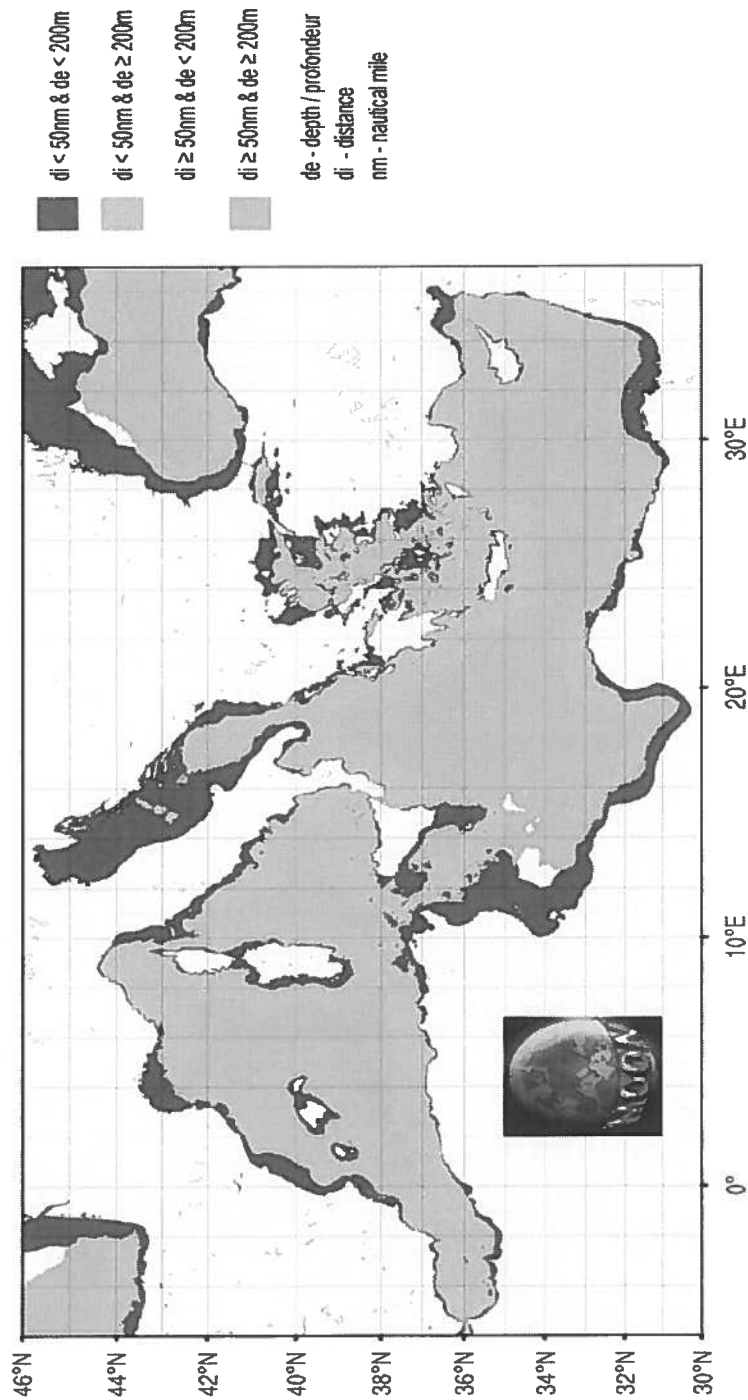 di < 50nm & de < 200m
di < 50nm & de ≥ 200m
di ≥ 50nm & de < 200m
di ≥ 50nm & de ≥ 200m
de - depth / profondeur
di - distance
nm - nautical mile
46°N
44°N
42°N
40°N
38°N
36°N
34°N
32°N
30°N
0°
10°E
20°E
30°E